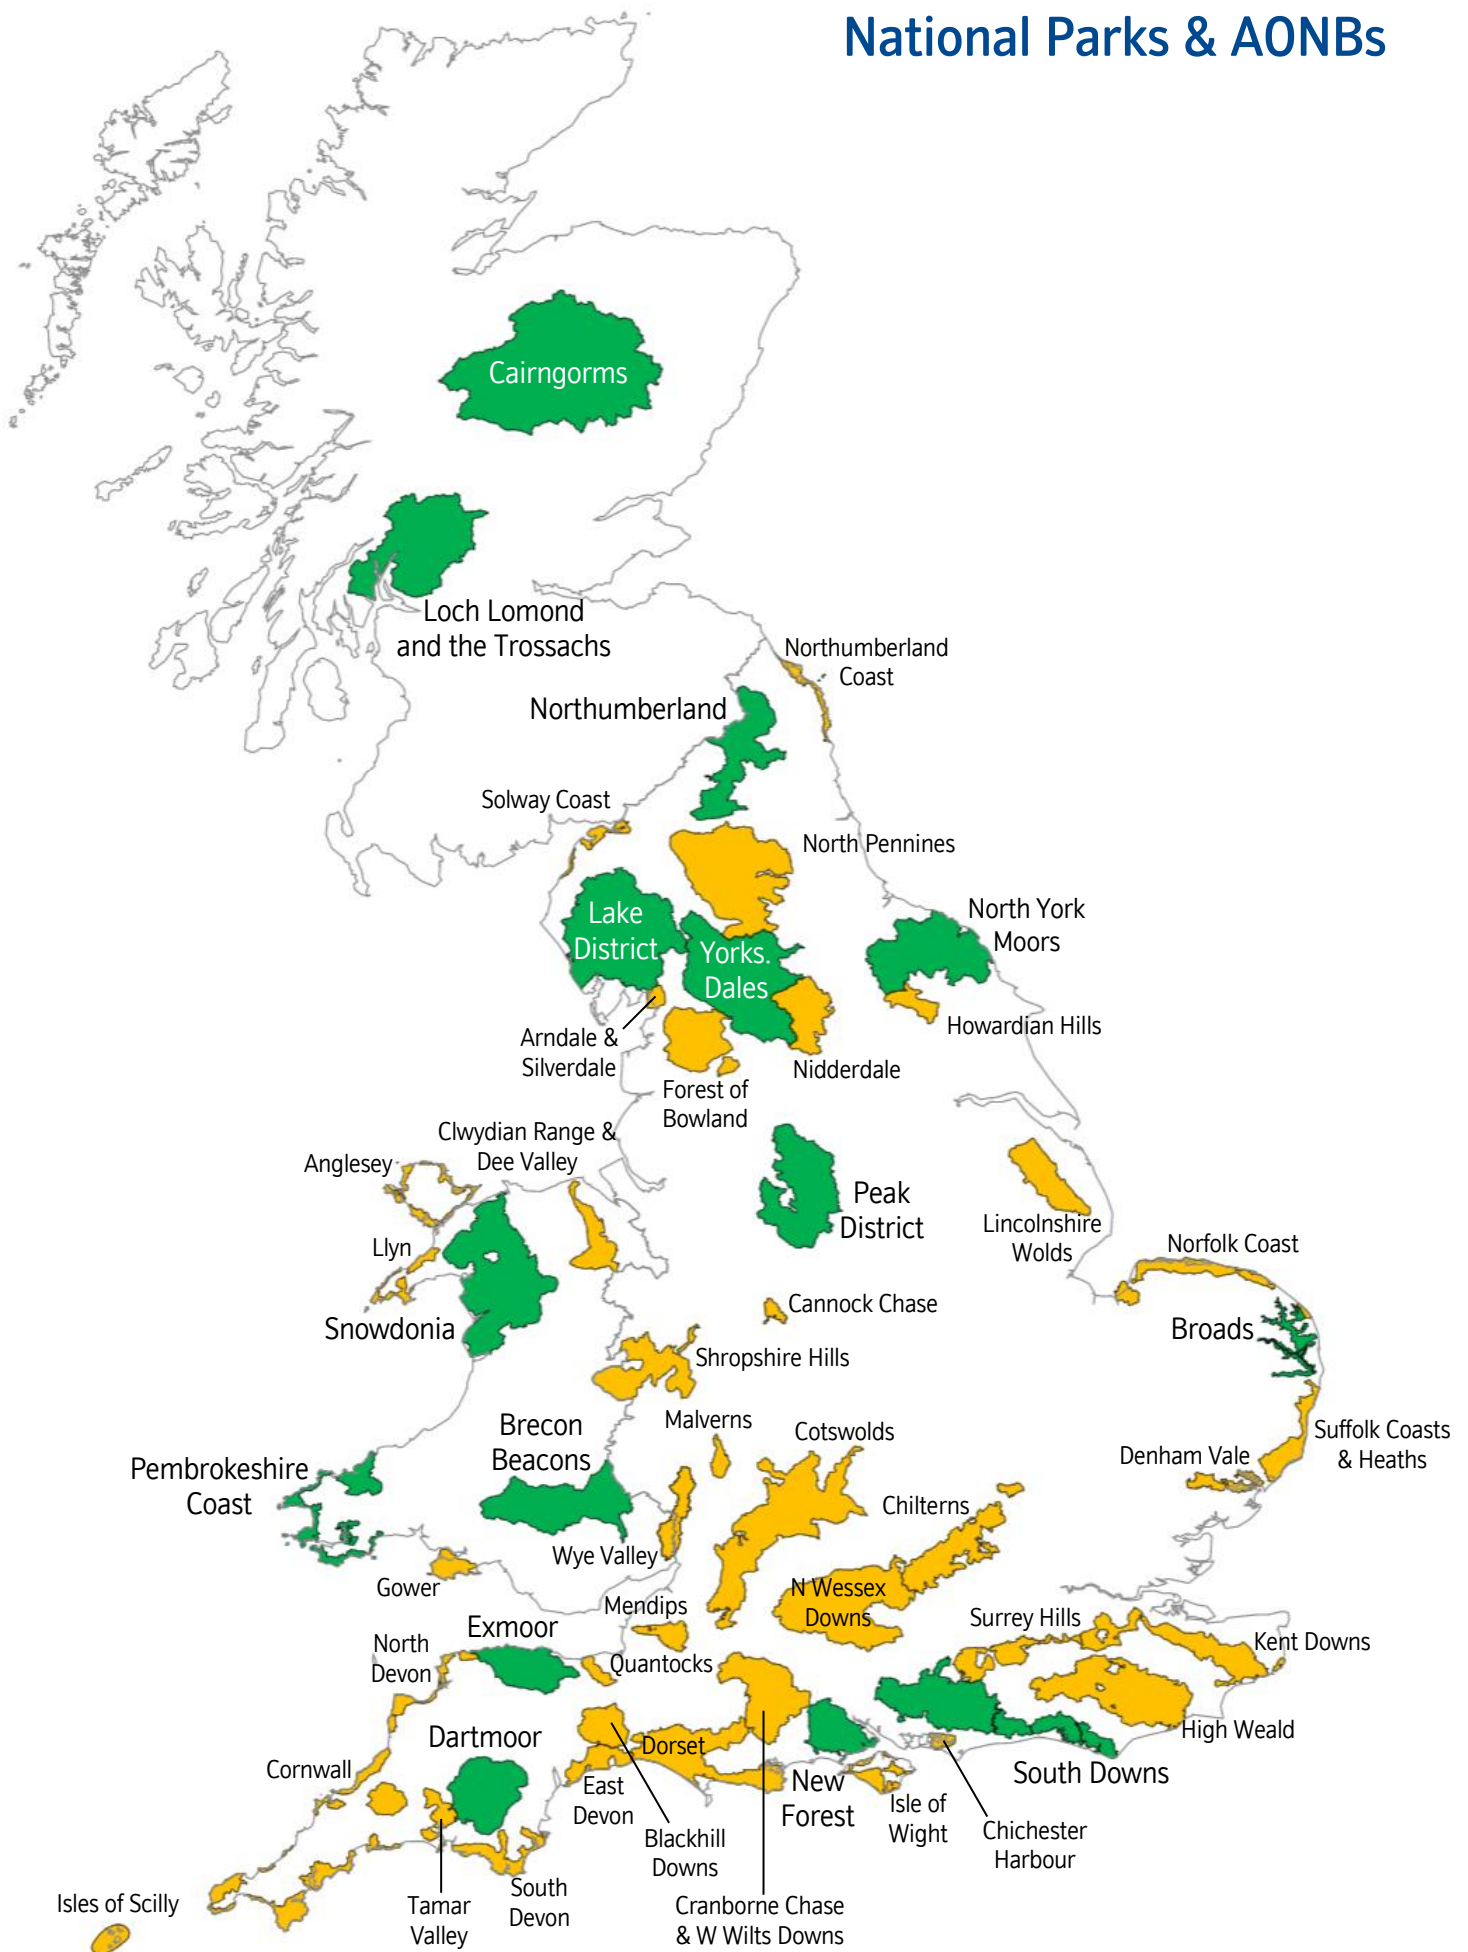 National Parks & AONBs
Cairngorms
Loch Lomond
and the Trossachs
Northumberland
Coast
Northumberland
Solway Coast
North Pennines
Lake
District
Yorks.
Dales
North York
Moors
Howardian Hills
Arndale &
Silverdale
Nidderdale
Forest of
Bowland
Clwydian Range &
Dee Valley
Anglesey
Peak
District
Lincolnshire
Wolds
Llyn
Norfolk Coast
Cannock Chase
Snowdonia
Broads
Shropshire Hills
Malverns
Brecon
Beacons
Cotswolds
Suffolk Coasts
& Heaths
Denham Vale
Pembrokeshire
Coast
Chilterns
Wye Valley
Gower
N Wessex
Downs
Mendips
Surrey Hills
Exmoor
Kent Downs
North
Devon
Quantocks
High Weald
Dartmoor
Dorset
Cornwall
South Downs
East
Devon
New
Forest
Isle of
Wight
Chichester
Harbour
Blackhill
Downs
South
Devon
Tamar
Valley
Cranborne Chase
& W Wilts Downs
Isles of Scilly